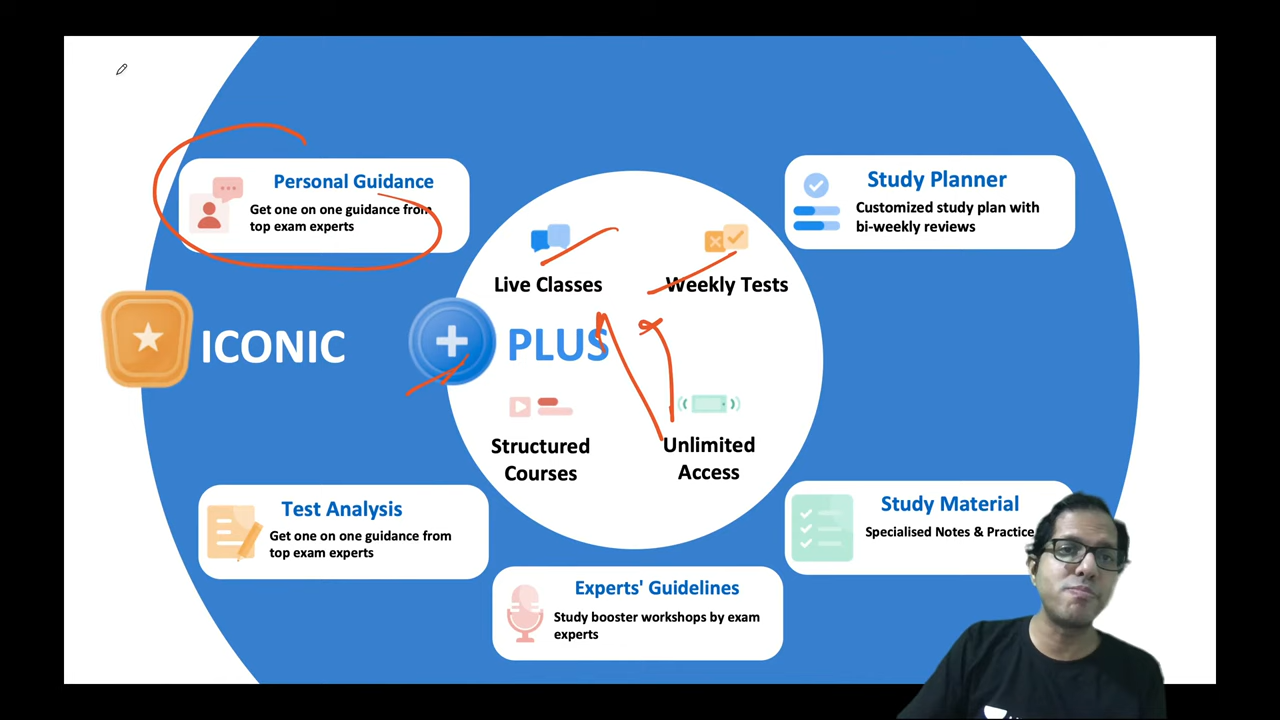 Personal Guidance
Get one on one guidance from
top exam experts
Study Planner
Customized study plan with
bi-weekly reviews
Live Classes
Weekly Tests
ICONIC
PLUS
Structured
Courses
Unlimited
Access
Test Analysis
Get one on one guidance from
top exam experts
Study Material
Specialised Notes & Practice
Experts' Guidelines
Study booster workshops by exam
experts